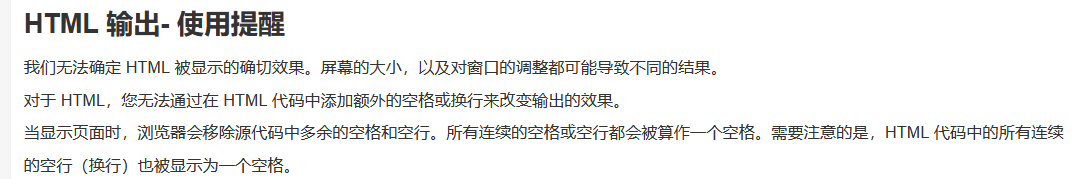 HTML 输出- 使用提醒
我们无法确定 HTML 被显示的确切效果。屏幕的大小，以及对窗口的调整都可能导致不同的结果。
对于 HTML，您无法通过在 HTML 代码中添加额外的空格或换行来改变输出的效果。
当显示页面时，浏览器会移除源代码中多余的空格和空行。所有连续的空格或空行都会被算作一个空格。需要注意的是，HTML 代码中的所有连续
的空行（换行）也被显示为一个空格。